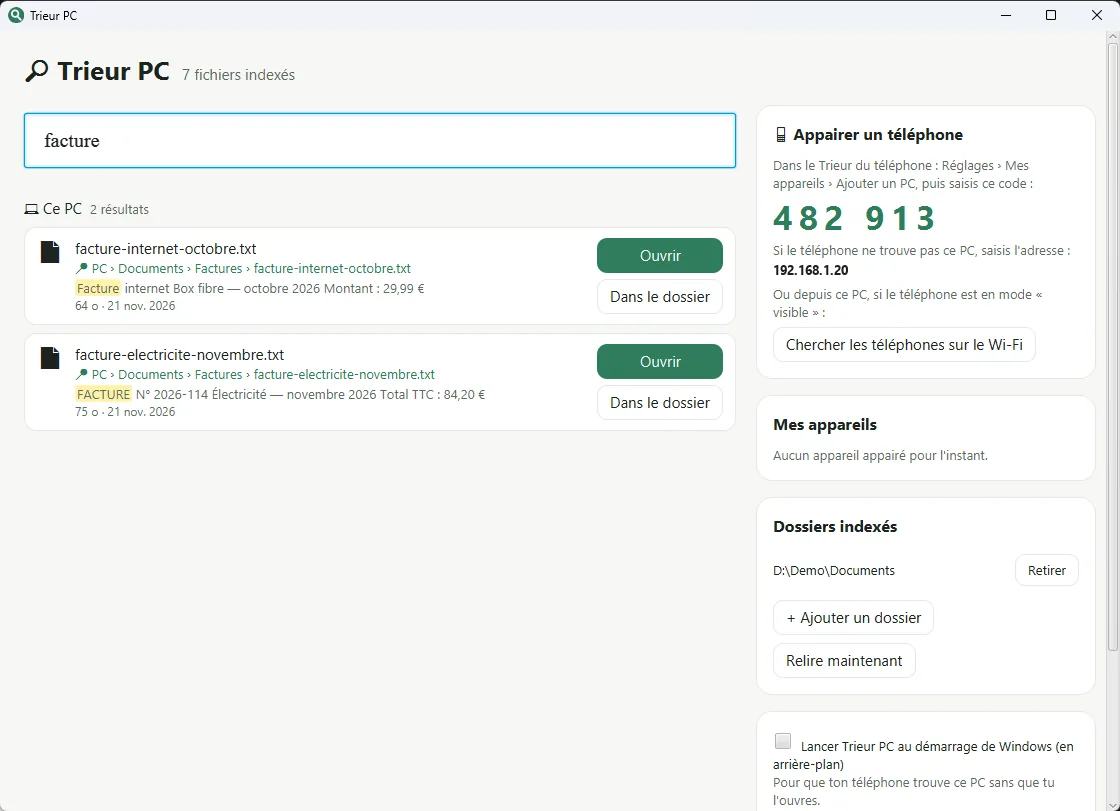 Trieur PC
Trieur PC 7 fichiers indexés
facture
Ce PC 2 résultats
facture-internet-octobre.txt
PC › Documents › Factures › facture-internet-octobre.txt
Facture internet Box fibre — octobre 2026 Montant : 29,99 €
64 o · 21 nov. 2026
Ouvrir
Dans le dossier
facture-electricite-novembre.txt
PC › Documents › Factures › facture-electricite-novembre.txt
FACTURE N° 2026-114 Électricité — novembre 2026 Total TTC : 84,20 €
75 o · 21 nov. 2026
Ouvrir
Dans le dossier
Appairer un téléphone
Dans le Trieur du téléphone : Réglages › Mes
appareils › Ajouter un PC, puis saisis ce code :
482 913
Si le téléphone ne trouve pas ce PC, saisis l'adresse :
192.168.1.20
Ou depuis ce PC, si le téléphone est en mode «
visible » :
Chercher les téléphones sur le Wi-Fi
Mes appareils
Aucun appareil appairé pour l'instant.
Dossiers indexés
D:\Demo\Documents
Retirer
+ Ajouter un dossier
Relire maintenant
Lancer Trieur PC au démarrage de Windows (en
arrière-plan)
Pour que ton téléphone trouve ce PC sans que tu
l'ouvres.